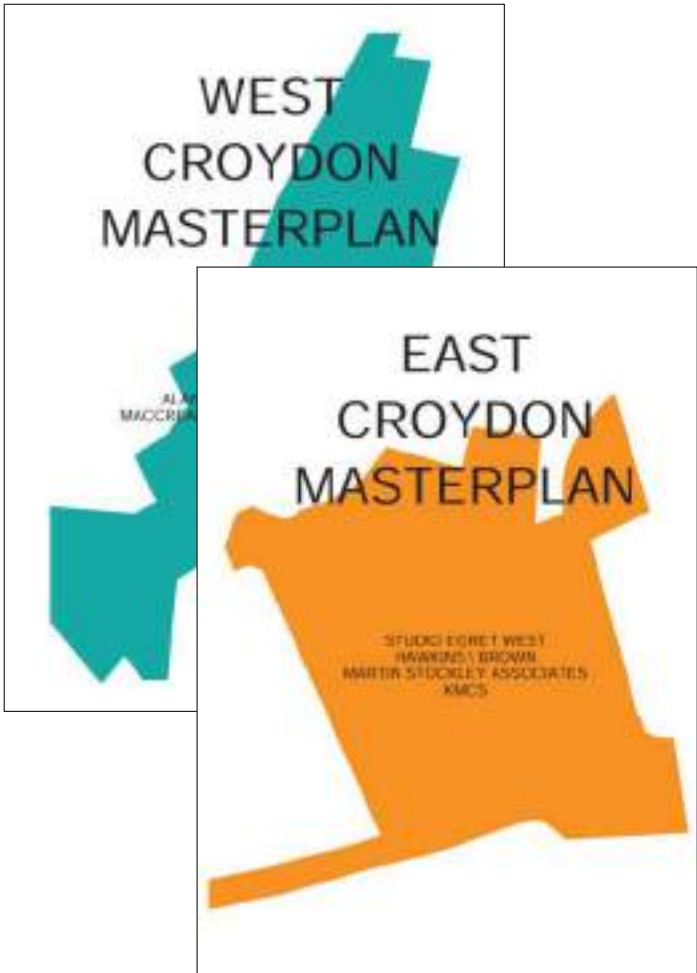 WEST
CROYDON
MASTERPLAN
EAST
CROYDON
MASTERPLAN
STUDIO EGRET WEST
HAWKINS \ BROWN
MARTIN STOCKLEY ASSOCIATES
KMCS